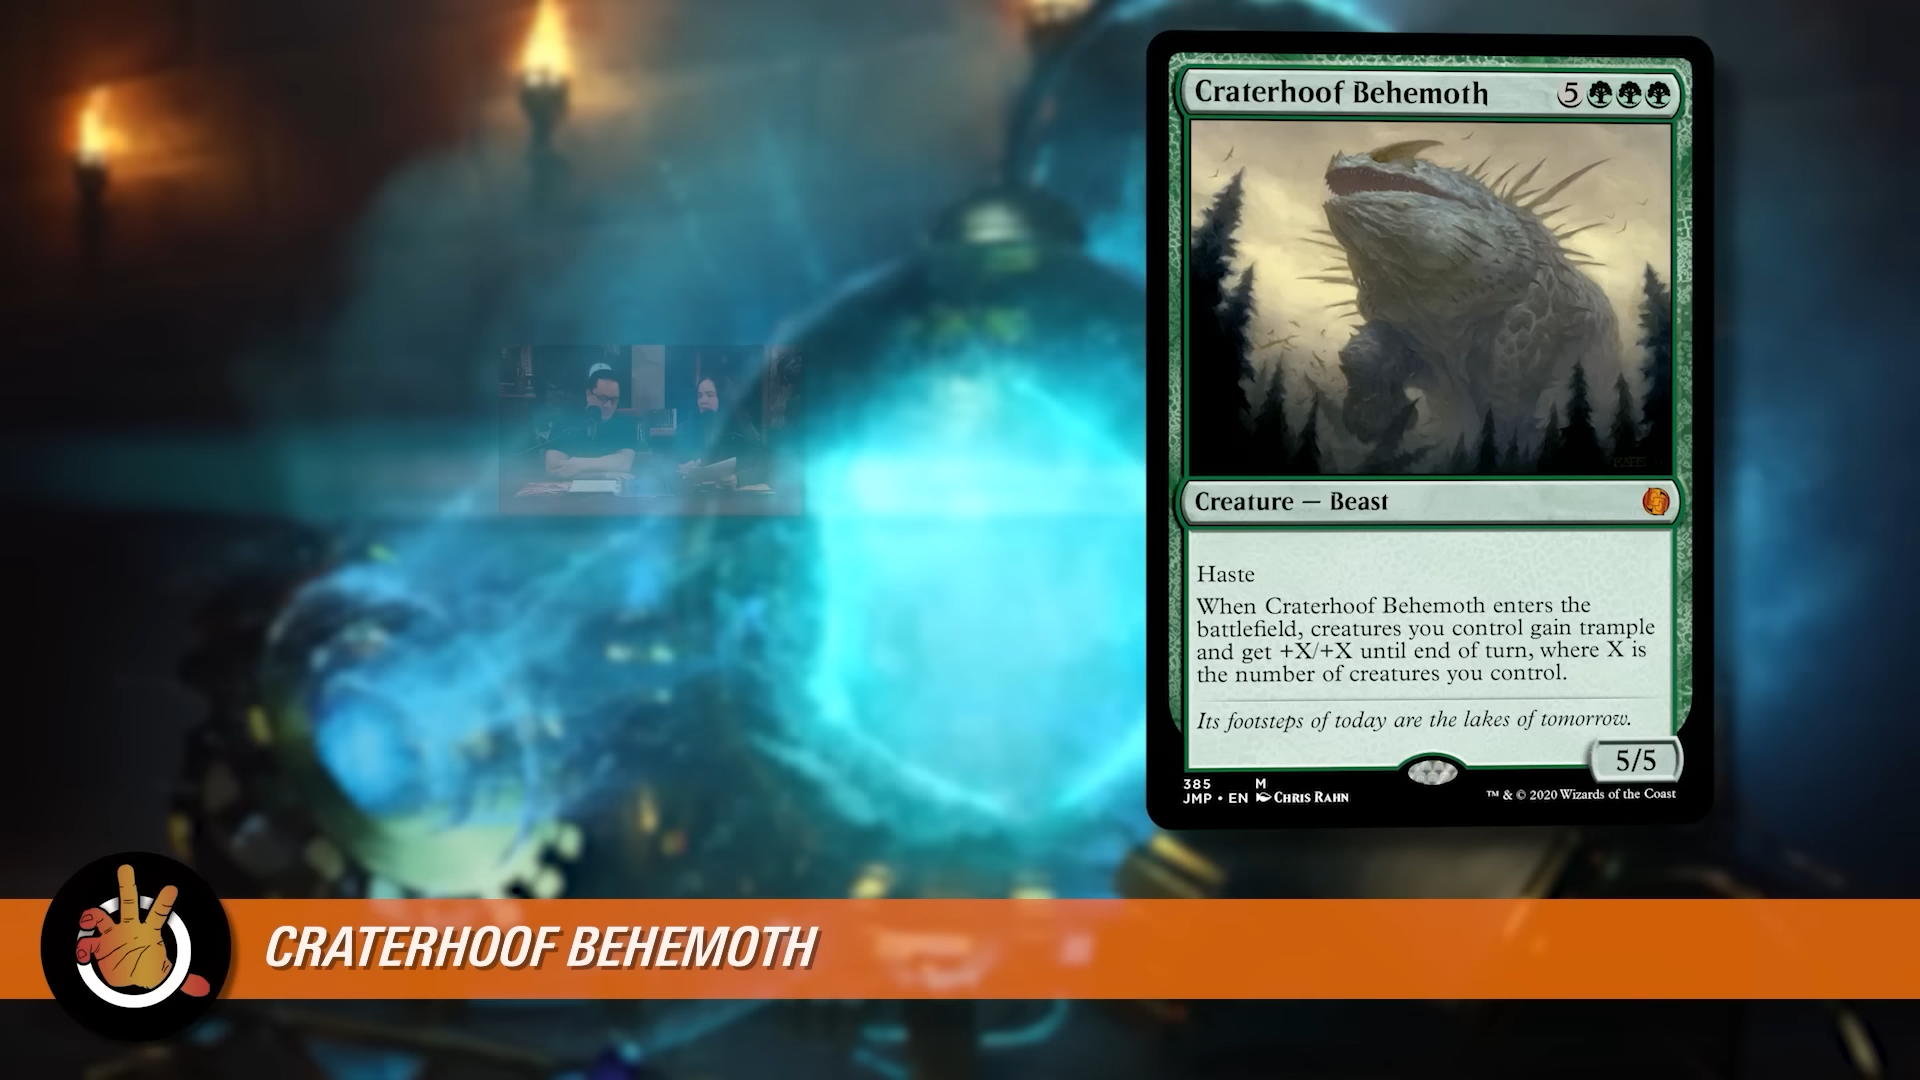 Craterhoof Behemoth 5
Creature — Beast
Haste
When Craterhoof Behemoth enters the
battlefield, creatures you control gain trample
and get +X/+X until end of turn, where X is
the number of creatures you control.
Its footsteps of today are the lakes of tomorrow.
5/5
385 M
JMP • EN CHRIS RAHN
™ & © 2020 Wizards of the Coast
CRATERHOOF BEHEMOTH